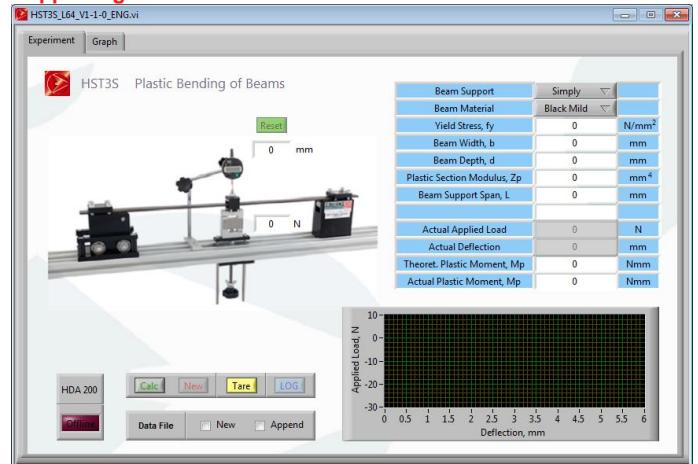 HST3S_L64_V1-1-0_ENG.vi
Experiment Graph
HST3S Plastic Bending of Beams
Reset
0 mm
0 N
Beam Support Simply
Beam Material Black Mild
Yield Stress, fy 0 N/mm²
Beam Width, b 0 mm
Beam Depth, d 0 mm
Plastic Section Modulus, Zp 0 mm⁴
Beam Support Span, L 0 mm
Actual Applied Load 0 N
Actual Deflection 0 mm
Theoret. Plastic Moment, Mp 0 Nmm
Actual Plastic Moment, Mp 0 Nmm
HDA 200
Offline
Calc New Tare LOG
Data File New Append
Applied Load, N
10
0
-10
-20
-30
0 0.5 1 1.5 2 2.5 3 3.5 4 4.5 5 5.5 6
Deflection, mm